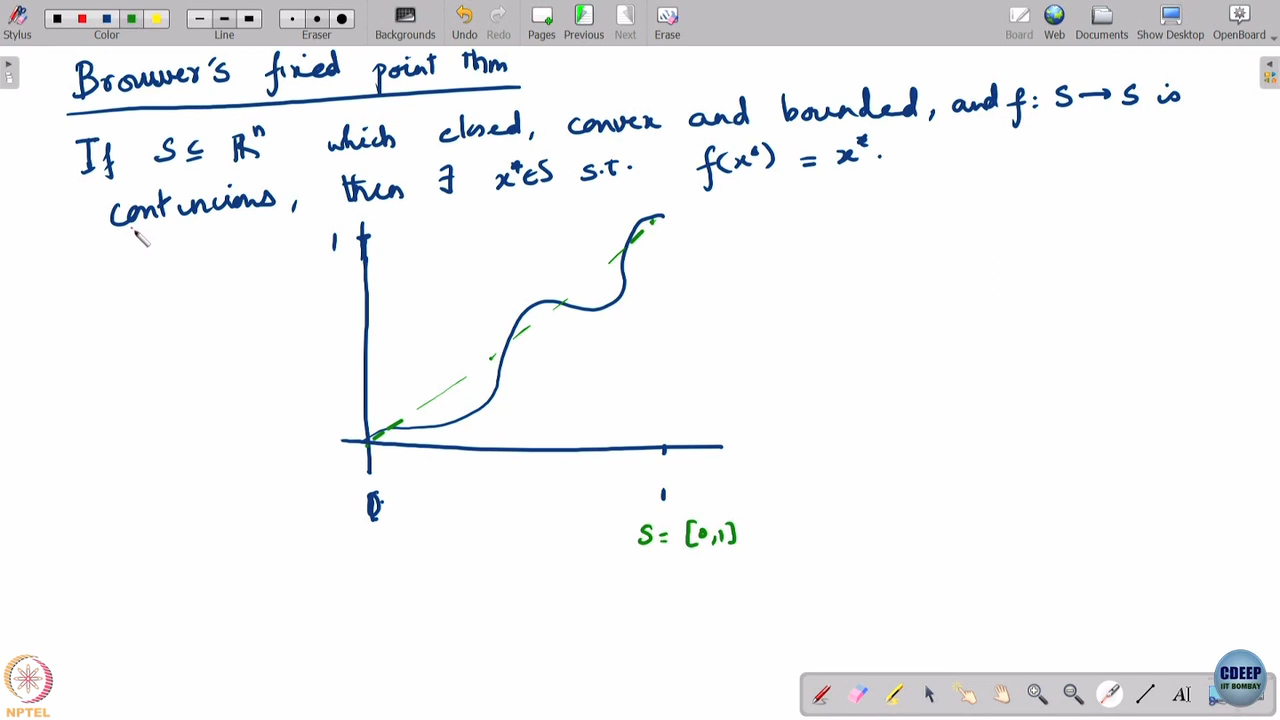 Stylus Color Line Eraser Backgrounds Undo Redo Pages Previous Next Erase Board Web Documents Show Desktop OpenBoard
Brouwer's fixed point thm
If S ⊆ ℝⁿ which closed, convex and bounded, and f: S → S is
continuous, then ∃ x* ∈ S s.t. f(x*) = x*.
1
0
1
S = [0,1]
NPTEL
CDEEP
IIT BOMBAY